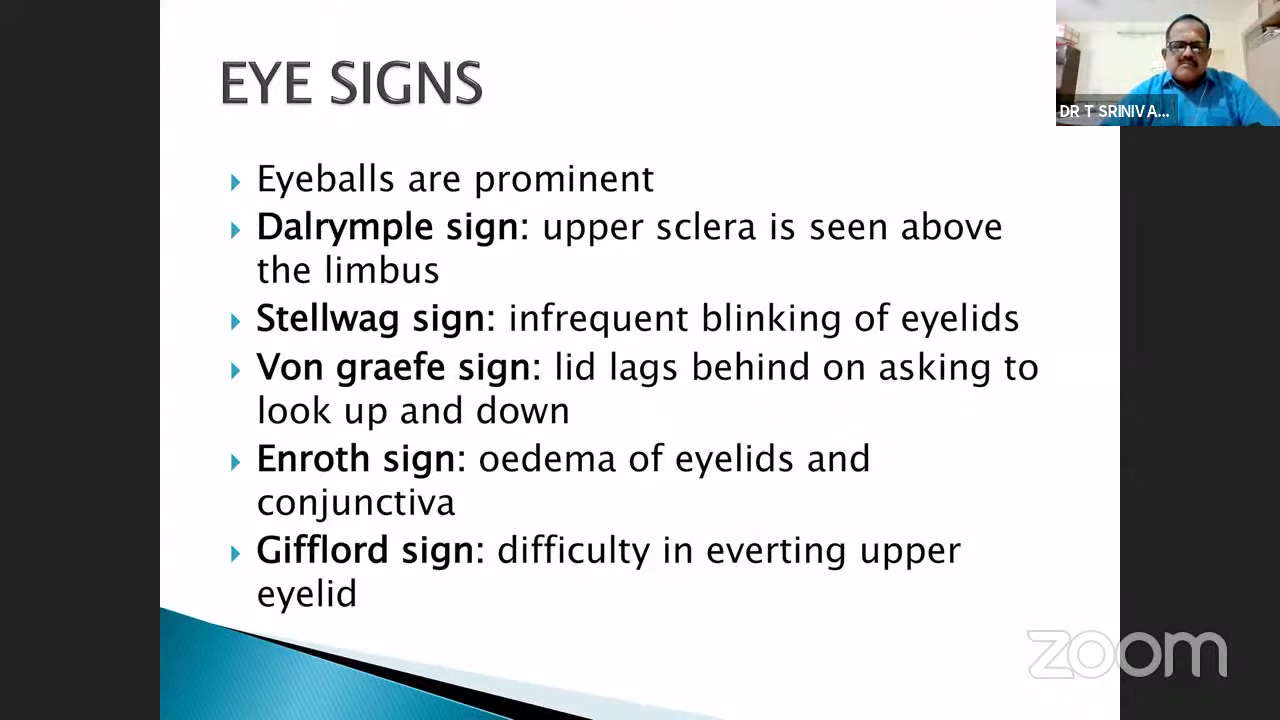 EYE SIGNS
DR T SRINIVA...
Eyeballs are prominent
Dalrymple sign: upper sclera is seen above
the limbus
Stellwag sign: infrequent blinking of eyelids
Von graefe sign: lid lags behind on asking to
look up and down
Enroth sign: oedema of eyelids and
conjunctiva
Gifflord sign: difficulty in everting upper
eyelid
zoom